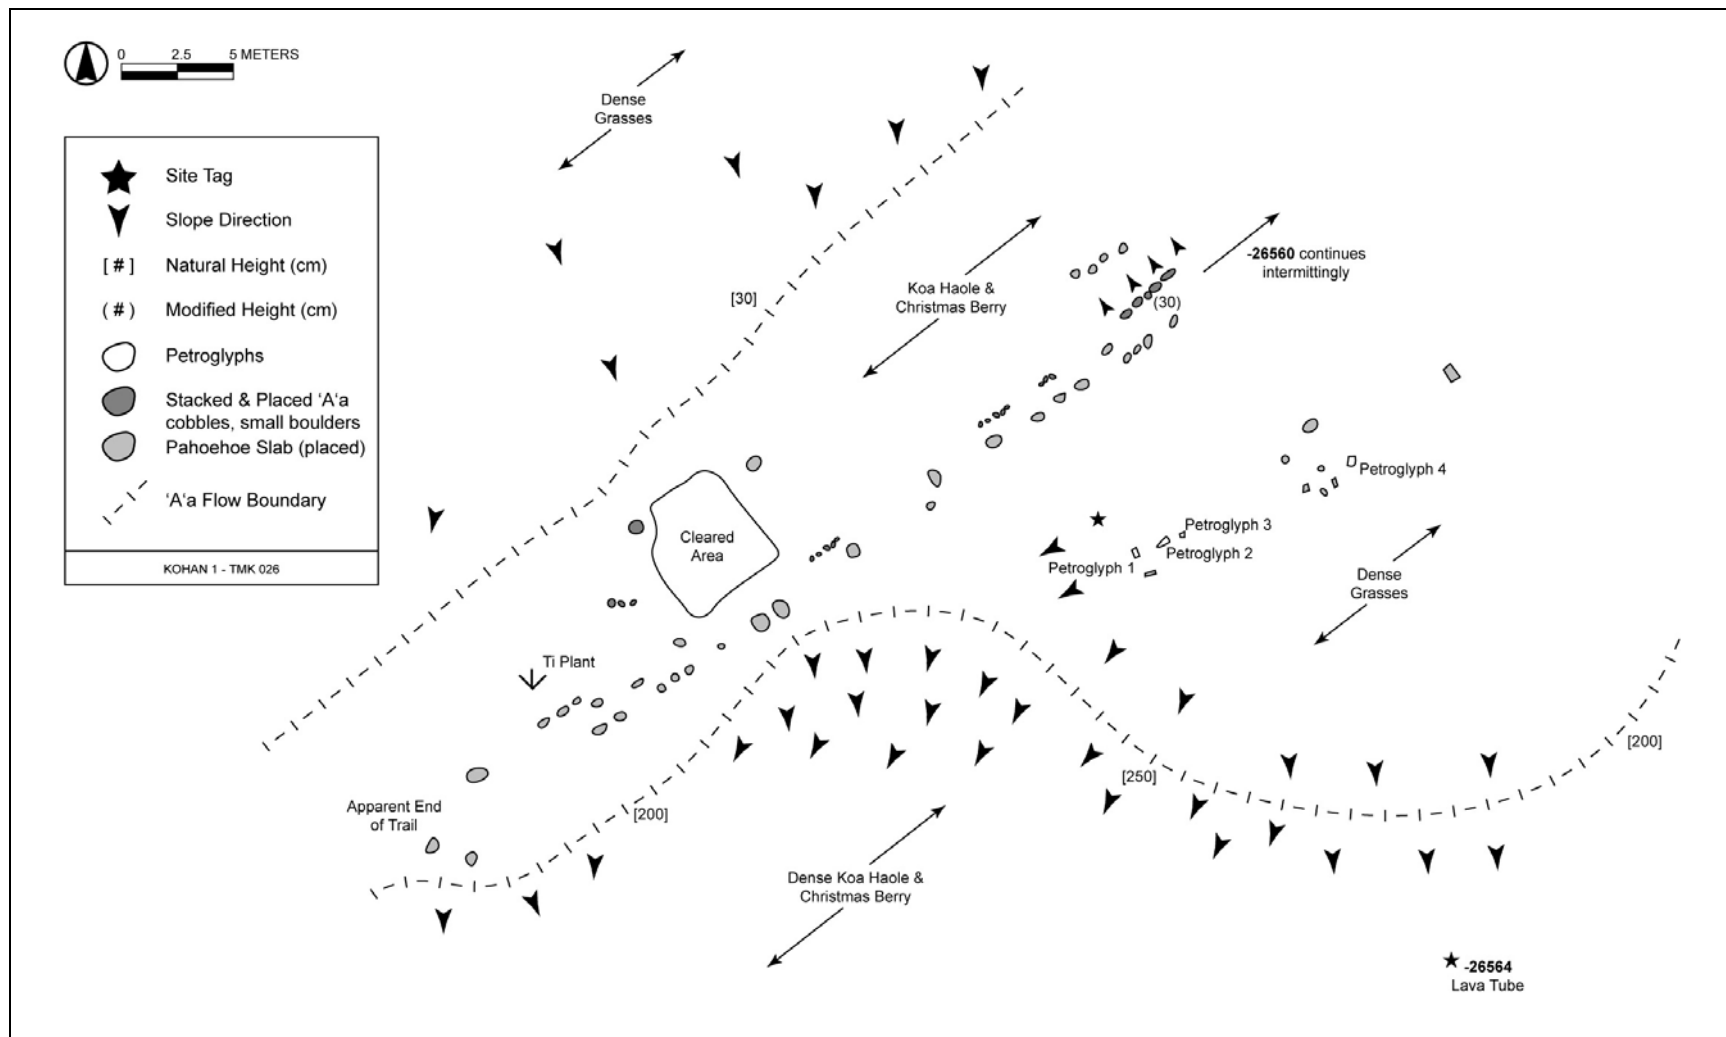 0 2.5 5 METERS
Site Tag
Slope Direction
[ # ] Natural Height (cm)
( # ) Modified Height (cm)
Petroglyphs
Stacked & Placed ‘A‘a
cobbles, small boulders
Pahoehoe Slab (placed)
‘A‘a Flow Boundary
KOHAN 1 - TMK 026
Dense
Grasses
[30]
Koa Haole &
Christmas Berry
-26560 continues
intermittingly
(30)
Cleared
Area
Petroglyph 4
Petroglyph 3
Petroglyph 2
Petroglyph 1
Dense
Grasses
Ti Plant
[200]
[250]
Apparent End
of Trail
[200]
Dense Koa Haole &
Christmas Berry
-26564
Lava Tube